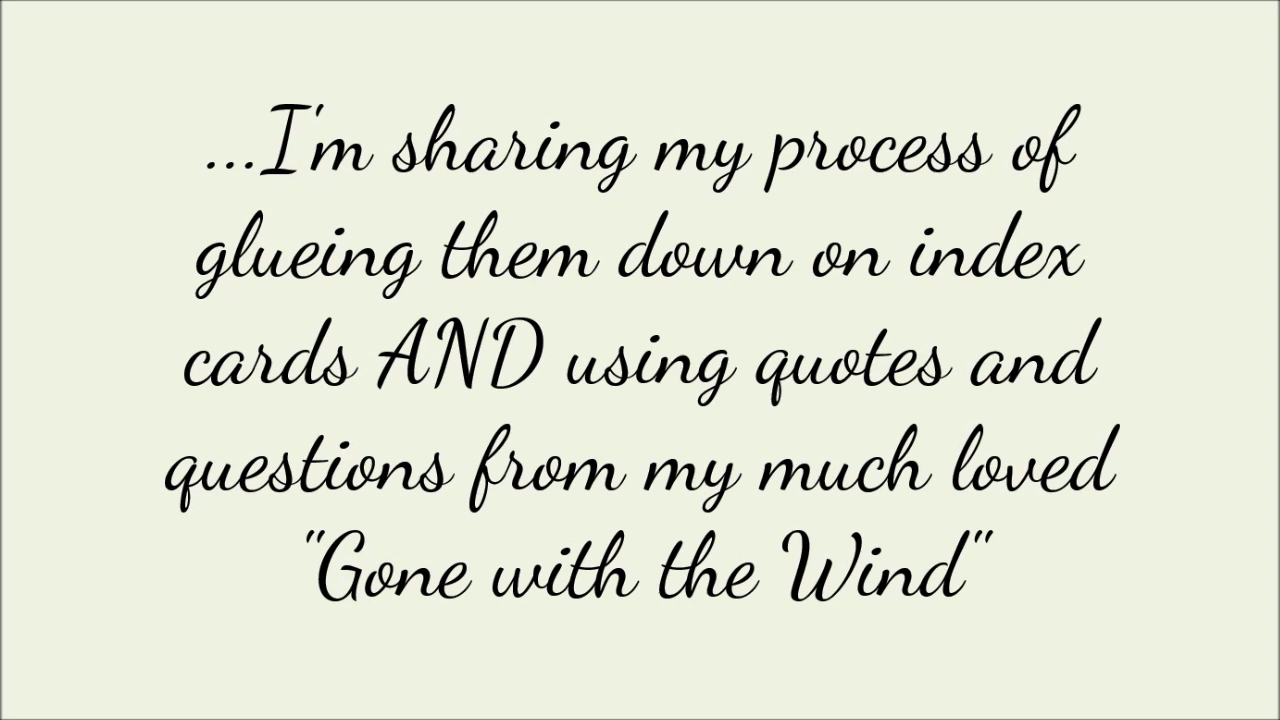 ...I'm sharing my process of
glueing them down on index
cards AND using quotes and
questions from my much loved
"Gone with the Wind"